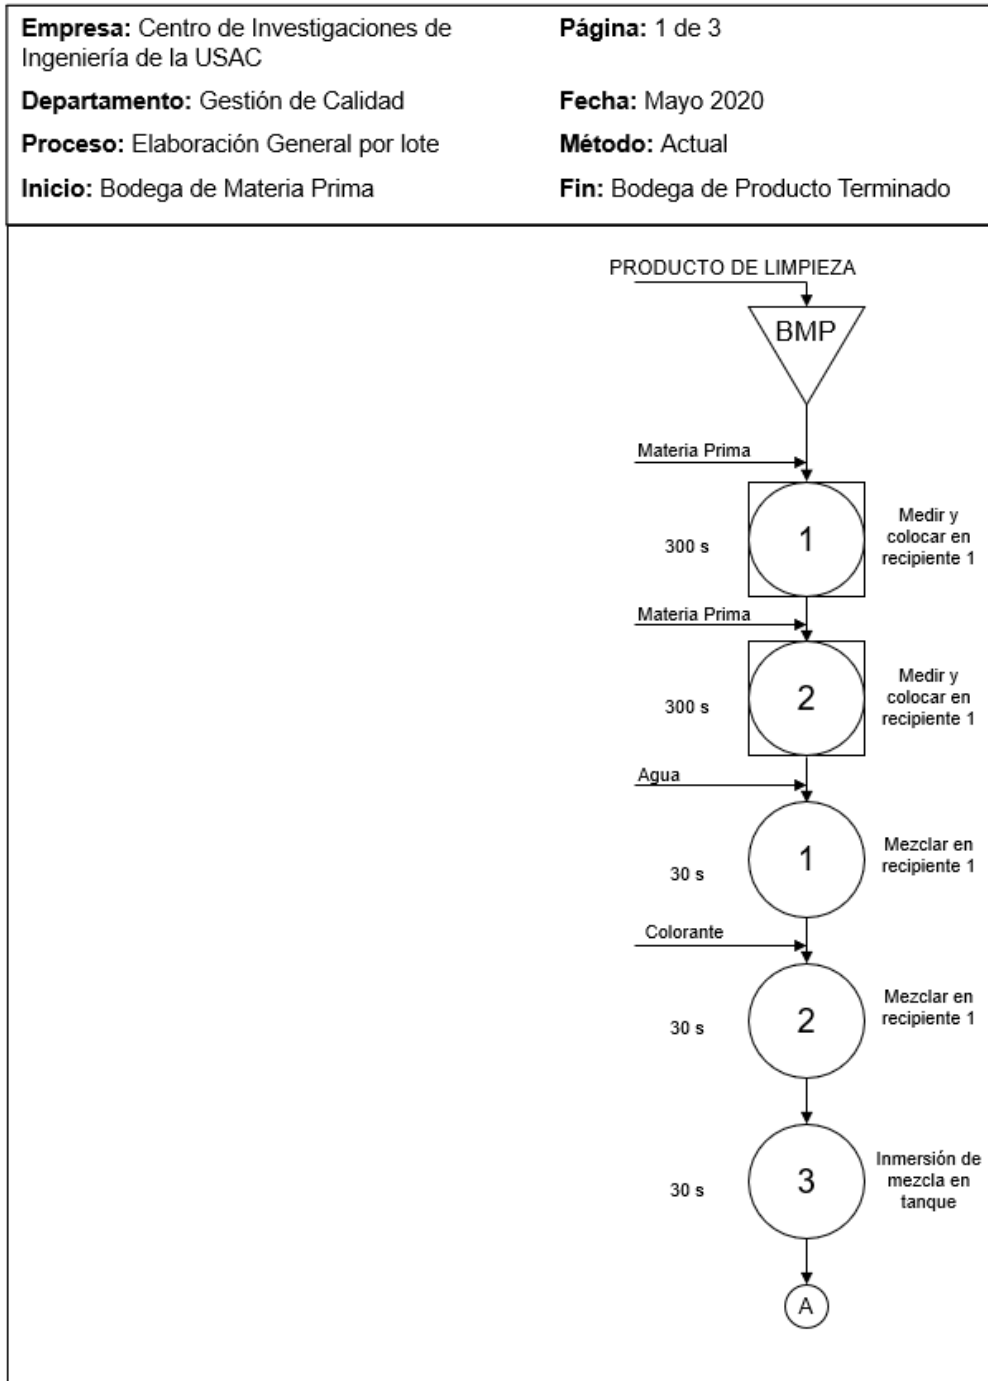 Empresa: Centro de Investigaciones de
Ingeniería de la USAC
Página: 1 de 3
Departamento: Gestión de Calidad
Fecha: Mayo 2020
Proceso: Elaboración General por lote
Método: Actual
Inicio: Bodega de Materia Prima
Fin: Bodega de Producto Terminado
PRODUCTO DE LIMPIEZA
BMP
Materia Prima
300 s
1
Medir y
colocar en
recipiente 1
Materia Prima
300 s
2
Medir y
colocar en
recipiente 1
Agua
30 s
1
Mezclar en
recipiente 1
Colorante
30 s
2
Mezclar en
recipiente 1
30 s
3
Inmersión de
mezcla en
tanque
A